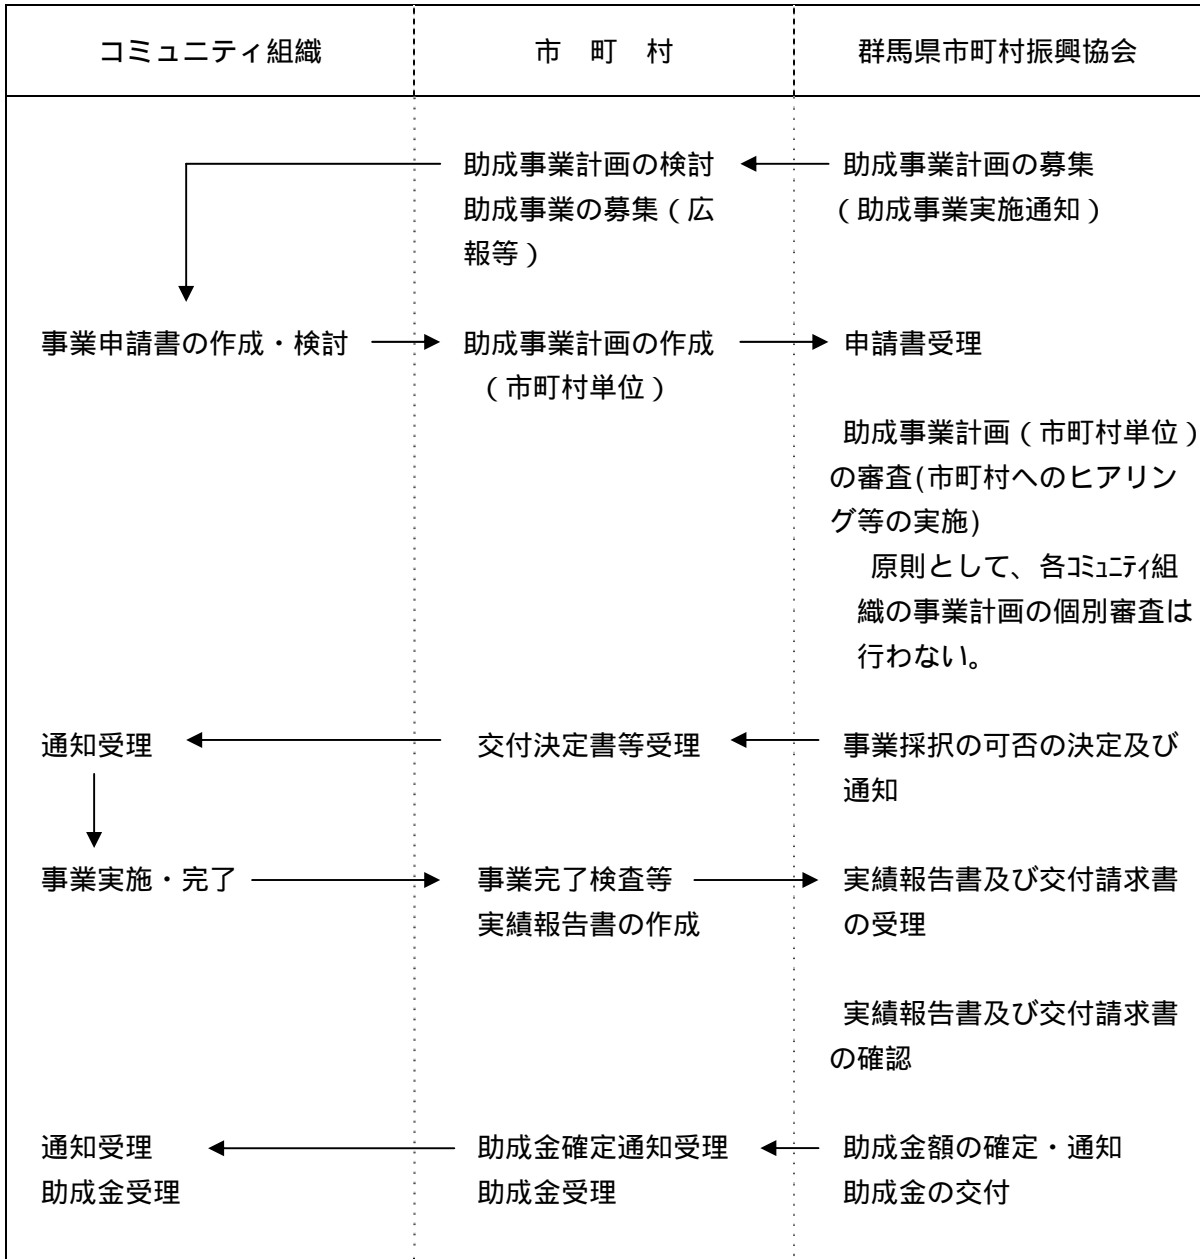 コミュニティ組織
市 町 村
群馬県市町村振興協会
助成事業計画の検討
助成事業の募集（広
報等）
助成事業計画の募集
（助成事業実施通知）
事業申請書の作成・検討
助成事業計画の作成
（市町村単位）
申請書受理
助成事業計画（市町村単位）
の審査(市町村へのヒアリン
グ等の実施)
原則として、各ｺﾐｭﾆﾃｨ組
織の事業計画の個別審査は
行わない。
通知受理
交付決定書等受理
事業採択の可否の決定及び
通知
事業実施・完了
事業完了検査等
実績報告書の作成
実績報告書及び交付請求書
の受理
実績報告書及び交付請求書
の確認
通知受理
助成金受理
助成金確定通知受理
助成金受理
助成金額の確定・通知
助成金の交付